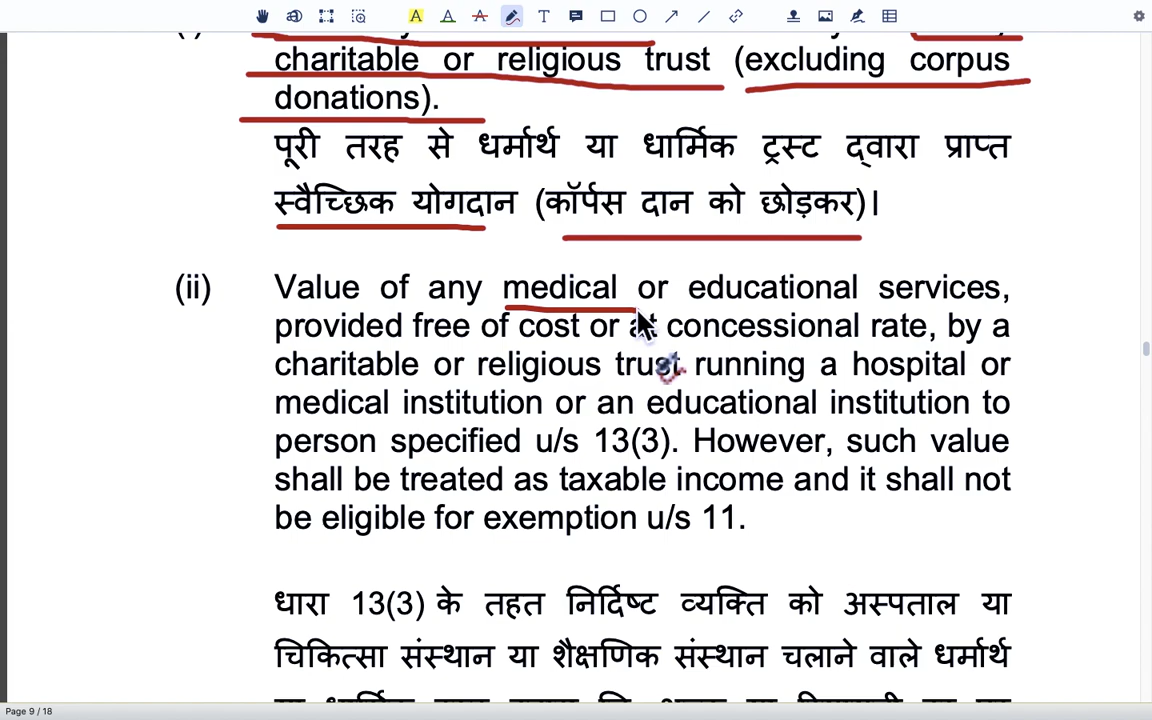 charitable or religious trust (excluding corpus
donations).
पूरी तरह से धर्मार्थ या धार्मिक ट्रस्ट द्वारा प्राप्त
स्वैच्छिक योगदान (कॉर्पस दान को छोड़कर)।
(ii) Value of any medical or educational services,
provided free of cost or at concessional rate, by a
charitable or religious trust running a hospital or
medical institution or an educational institution to
person specified u/s 13(3). However, such value
shall be treated as taxable income and it shall not
be eligible for exemption u/s 11.
धारा 13(3) के तहत निर्दिष्ट व्यक्ति को अस्पताल या
चिकित्सा संस्थान या शैक्षणिक संस्थान चलाने वाले धर्मार्थ
Page 9 / 18